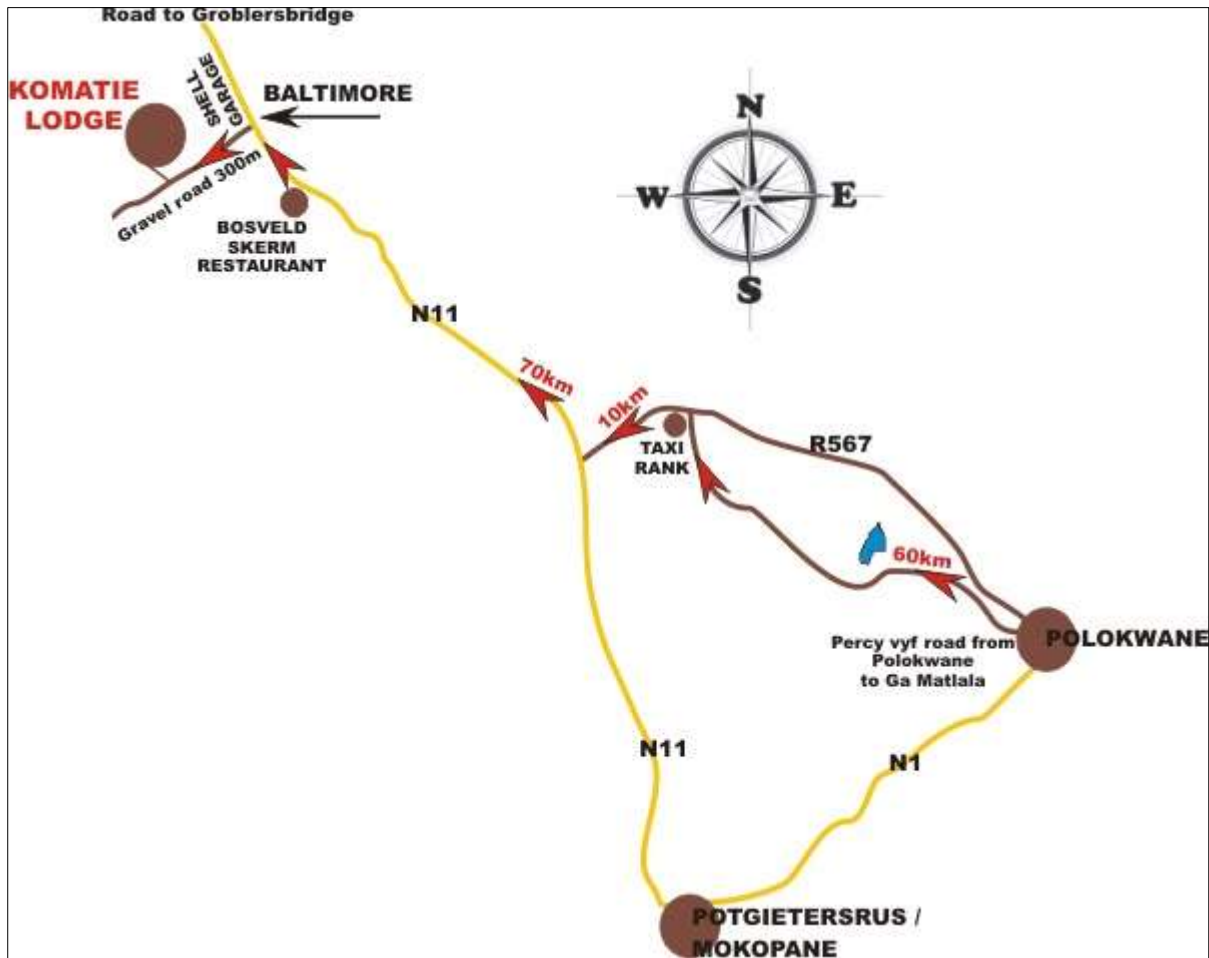 Road to Groblersbridge
KOMATIE
LODGE
SHELL
GARAGE
BALTIMORE
Gravel road 300m
BOSVELD
SKERM
RESTAURANT
N
W
E
S
N11
70km
10km
TAXI
RANK
R567
60km
POLOKWANE
Percy vyf road from
Polokwane
to Ga Matlala
N11
N1
POTGIETERSRUS /
MOKOPANE